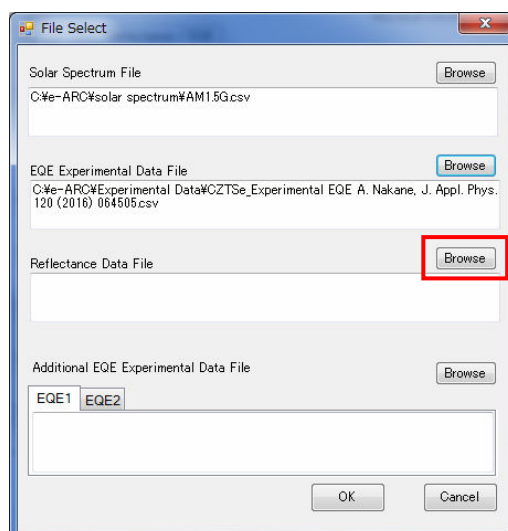 File Select
Solar Spectrum File
Browse
C:¥e-ARC¥solar spectrum¥AM1.5G.csv
EQE Experimental Data File
Browse
C:¥e-ARC¥Experimental Data¥CZTSe_Experimental EQE A. Nakane, J. Appl. Phys.
120 (2016) 064505.csv
Reflectance Data File
Browse
Additional EQE Experimental Data File
Browse
EQE1 EQE2
OK Cancel